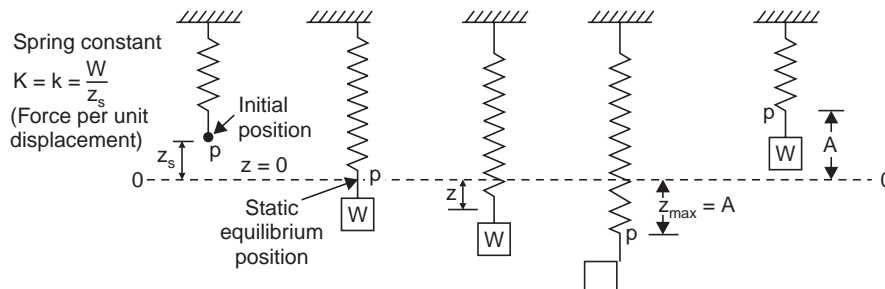 Spring constant
K = k = W/z_s
(Force per unit
displacement)
Initial
position
p
z_s
z = 0
0
p
W
Static
equilibrium
position
z
W
z_max = A
p
p
W
A
0